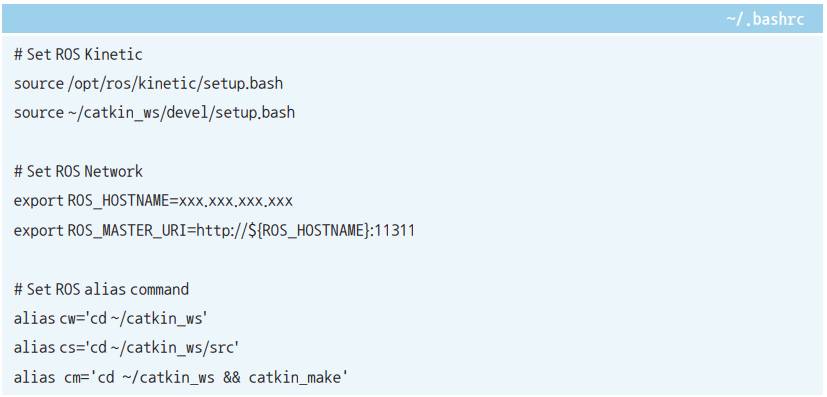 ~/.bashrc
# Set ROS Kinetic
source /opt/ros/kinetic/setup.bash
source ~/catkin_ws/devel/setup.bash
# Set ROS Network
export ROS_HOSTNAME=xxx.xxx.xxx.xxx
export ROS_MASTER_URI=http://${ROS_HOSTNAME}:11311
# Set ROS alias command
alias cw='cd ~/catkin_ws'
alias cs='cd ~/catkin_ws/src'
alias cm='cd ~/catkin_ws && catkin_make'